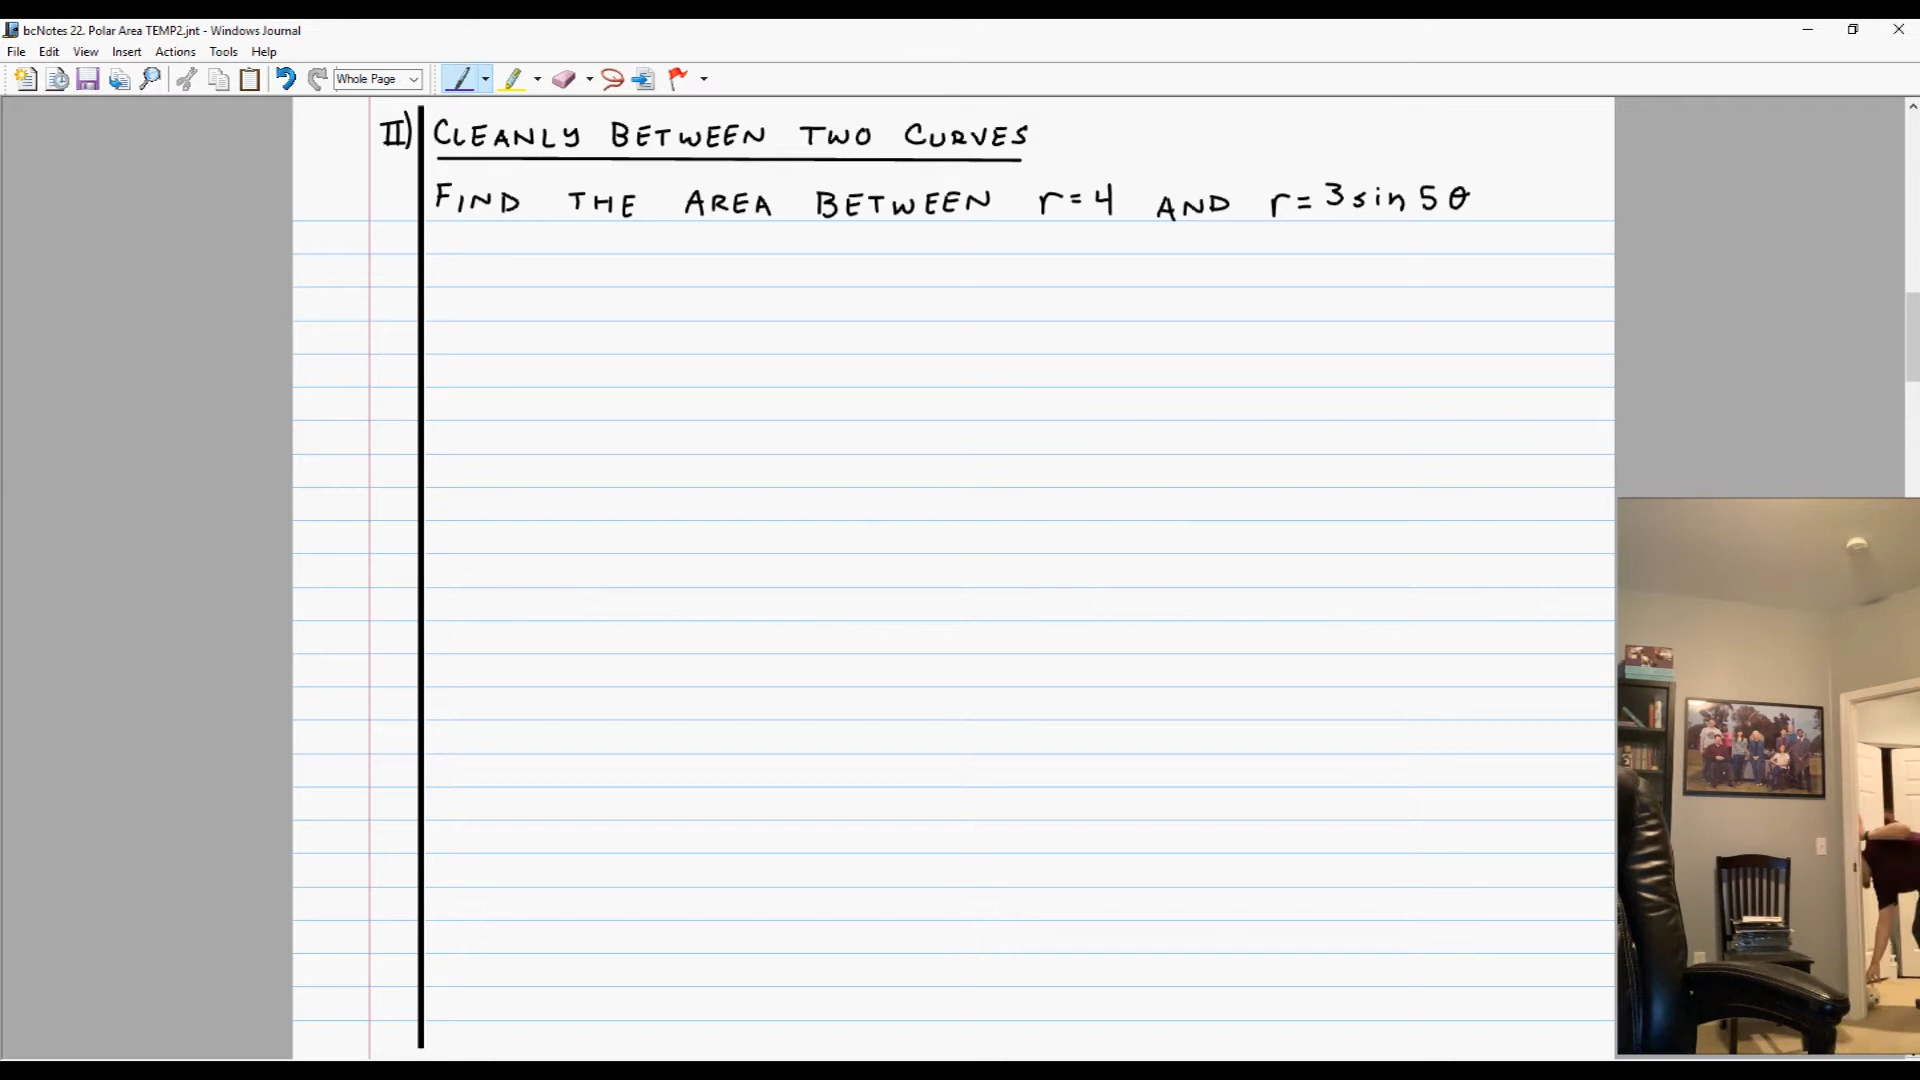 bcNotes 22. Polar Area TEMP2.jnt - Windows Journal
File Edit View Insert Actions Tools Help
Whole Page
II) CLEANLY BETWEEN TWO CURVES
FIND THE AREA BETWEEN r=4 AND r=3sin5θ